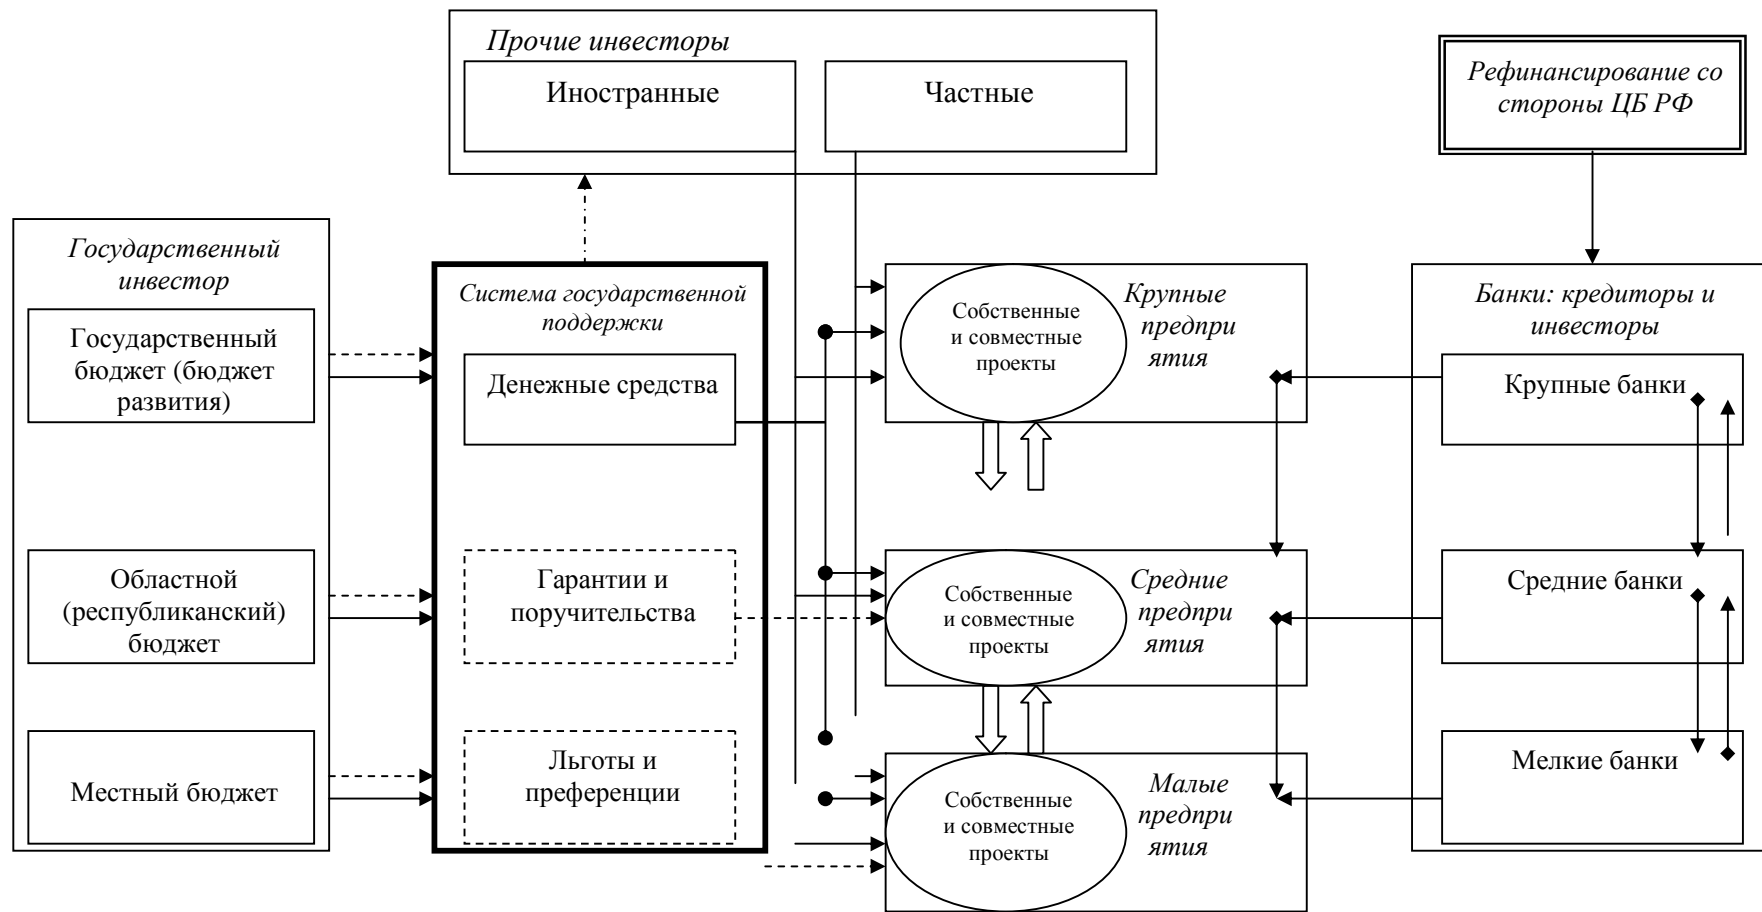 Прочие инвесторы
Иностранные
Частные
Рефинансирование со
стороны ЦБ РФ
Государственный
инвестор
Государственный
бюджет (бюджет
развития)
Областной
(республиканский)
бюджет
Местный бюджет
Система государственной
поддержки
Денежные средства
Гарантии и
поручительства
Льготы и
преференции
Собственные
и совместные
проекты
Крупные
предпри
ятия
Собственные
и совместные
проекты
Средние
предпри
ятия
Собственные
и совместные
проекты
Малые
предпри
ятия
Банки: кредиторы и
инвесторы
Крупные банки
Средние банки
Мелкие банки